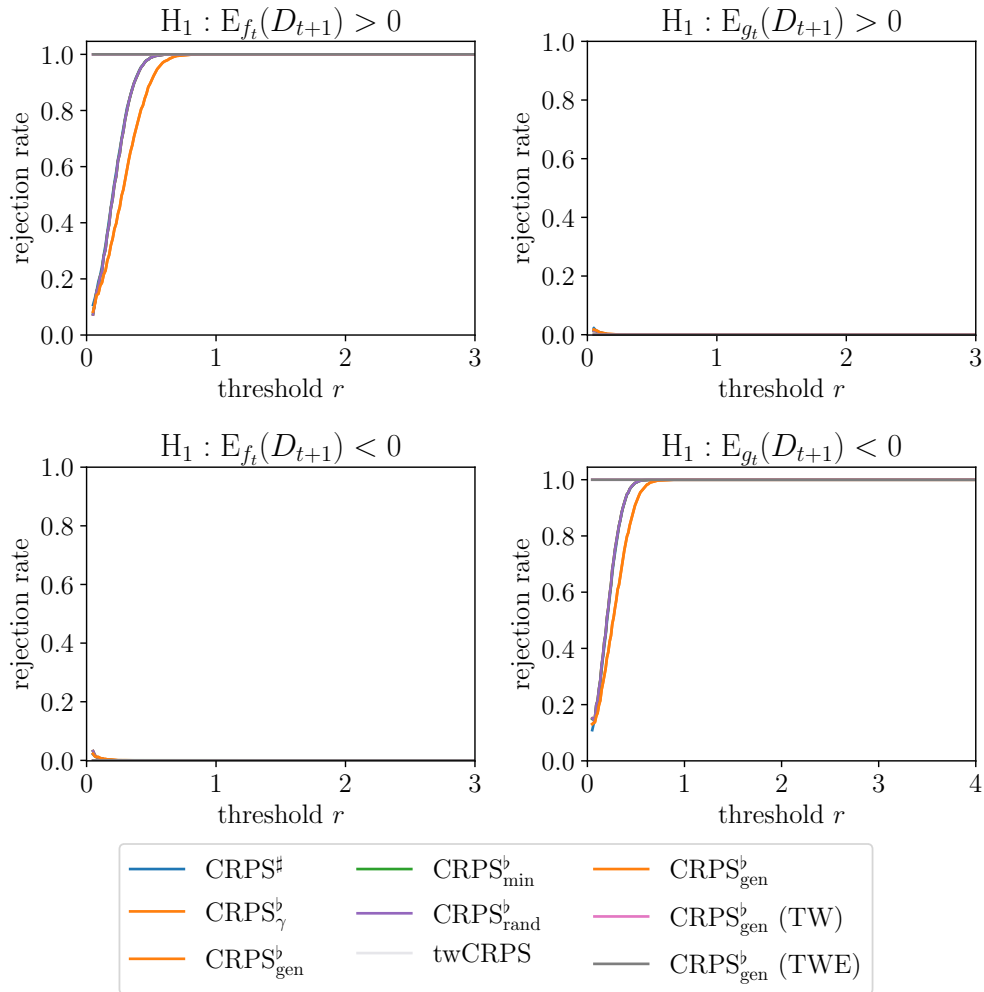 H₁ : E_{f_t}(D_{t+1}) > 0
rejection rate
1.0
0.8
0.6
0.4
0.2
0.0
0 1 2 3
threshold r
H₁ : E_{g_t}(D_{t+1}) > 0
rejection rate
1.0
0.8
0.6
0.4
0.2
0.0
0 1 2 3
threshold r
H₁ : E_{f_t}(D_{t+1}) < 0
rejection rate
1.0
0.8
0.6
0.4
0.2
0.0
0 1 2 3
threshold r
H₁ : E_{g_t}(D_{t+1}) < 0
rejection rate
1.0
0.8
0.6
0.4
0.2
0.0
0 1 2 3 4
threshold r
CRPS♯
CRPS♭_γ
CRPS♭_gen
CRPS♭_min
CRPS♭_rand
twCRPS
CRPS♭_gen
CRPS♭_gen (TW)
CRPS♭_gen (TWE)